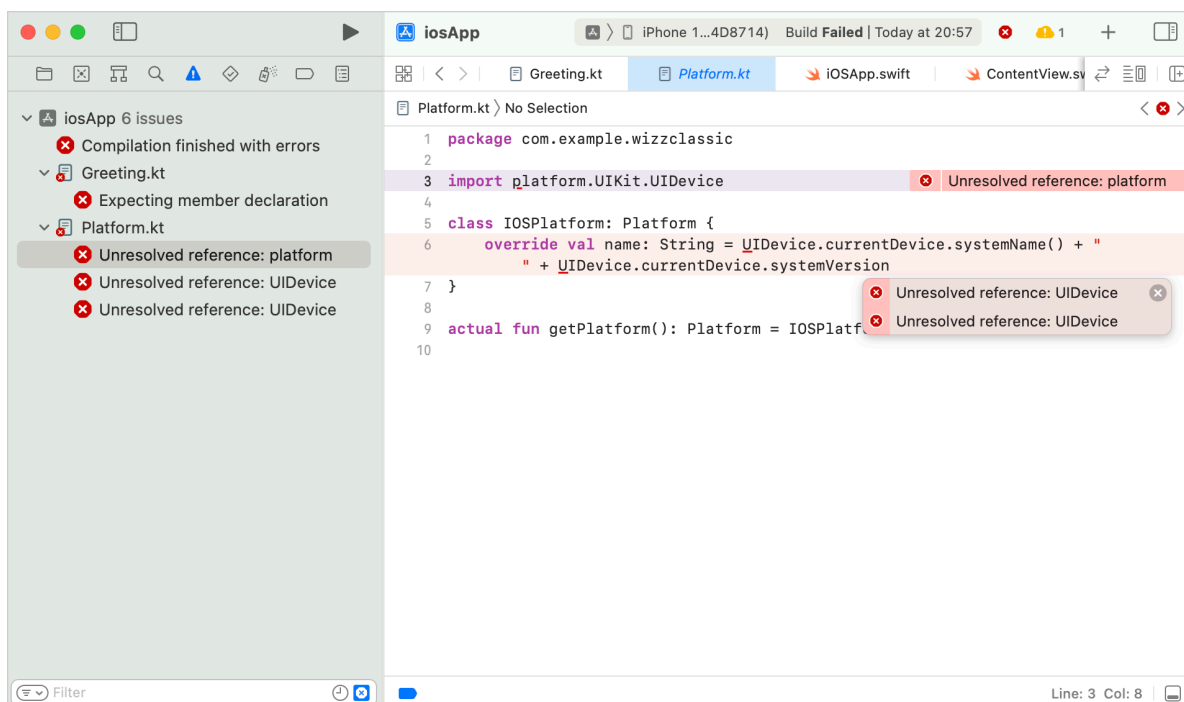 iosApp
iPhone 1...4D8714) Build Failed | Today at 20:57
1
Greeting.kt
Platform.kt
iOSApp.swift
ContentView.sw
Platform.kt 〉 No Selection
iosApp 6 issues
Compilation finished with errors
Greeting.kt
Expecting member declaration
Platform.kt
Unresolved reference: platform
Unresolved reference: UIDevice
Unresolved reference: UIDevice
Filter
1 package com.example.wizzclassic
2
3 import platform.UIKit.UIDevice
Unresolved reference: platform
4
5 class IOSPlatform: Platform {
6 override val name: String = UIDevice.currentDevice.systemName() + "
" + UIDevice.currentDevice.systemVersion
7 }
Unresolved reference: UIDevice
Unresolved reference: UIDevice
8
9 actual fun getPlatform(): Platform = IOSPlatf
10
Line: 3 Col: 8